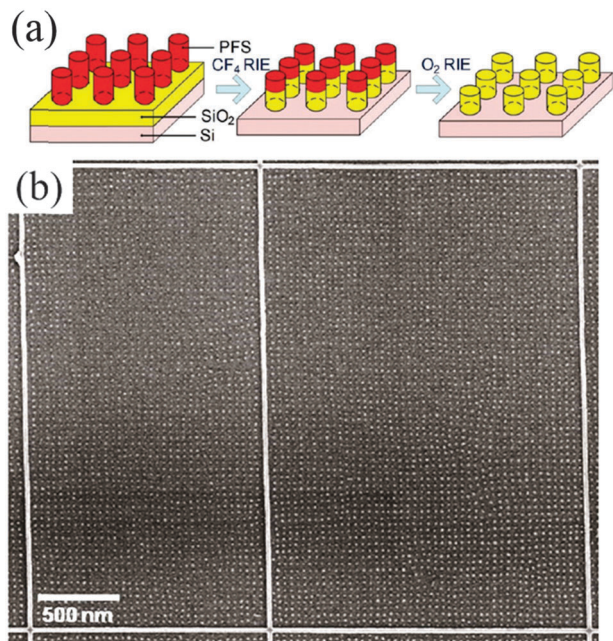 (a)
PFS
CF₄ RIE
O₂ RIE
SiO₂
Si
(b)
500 nm